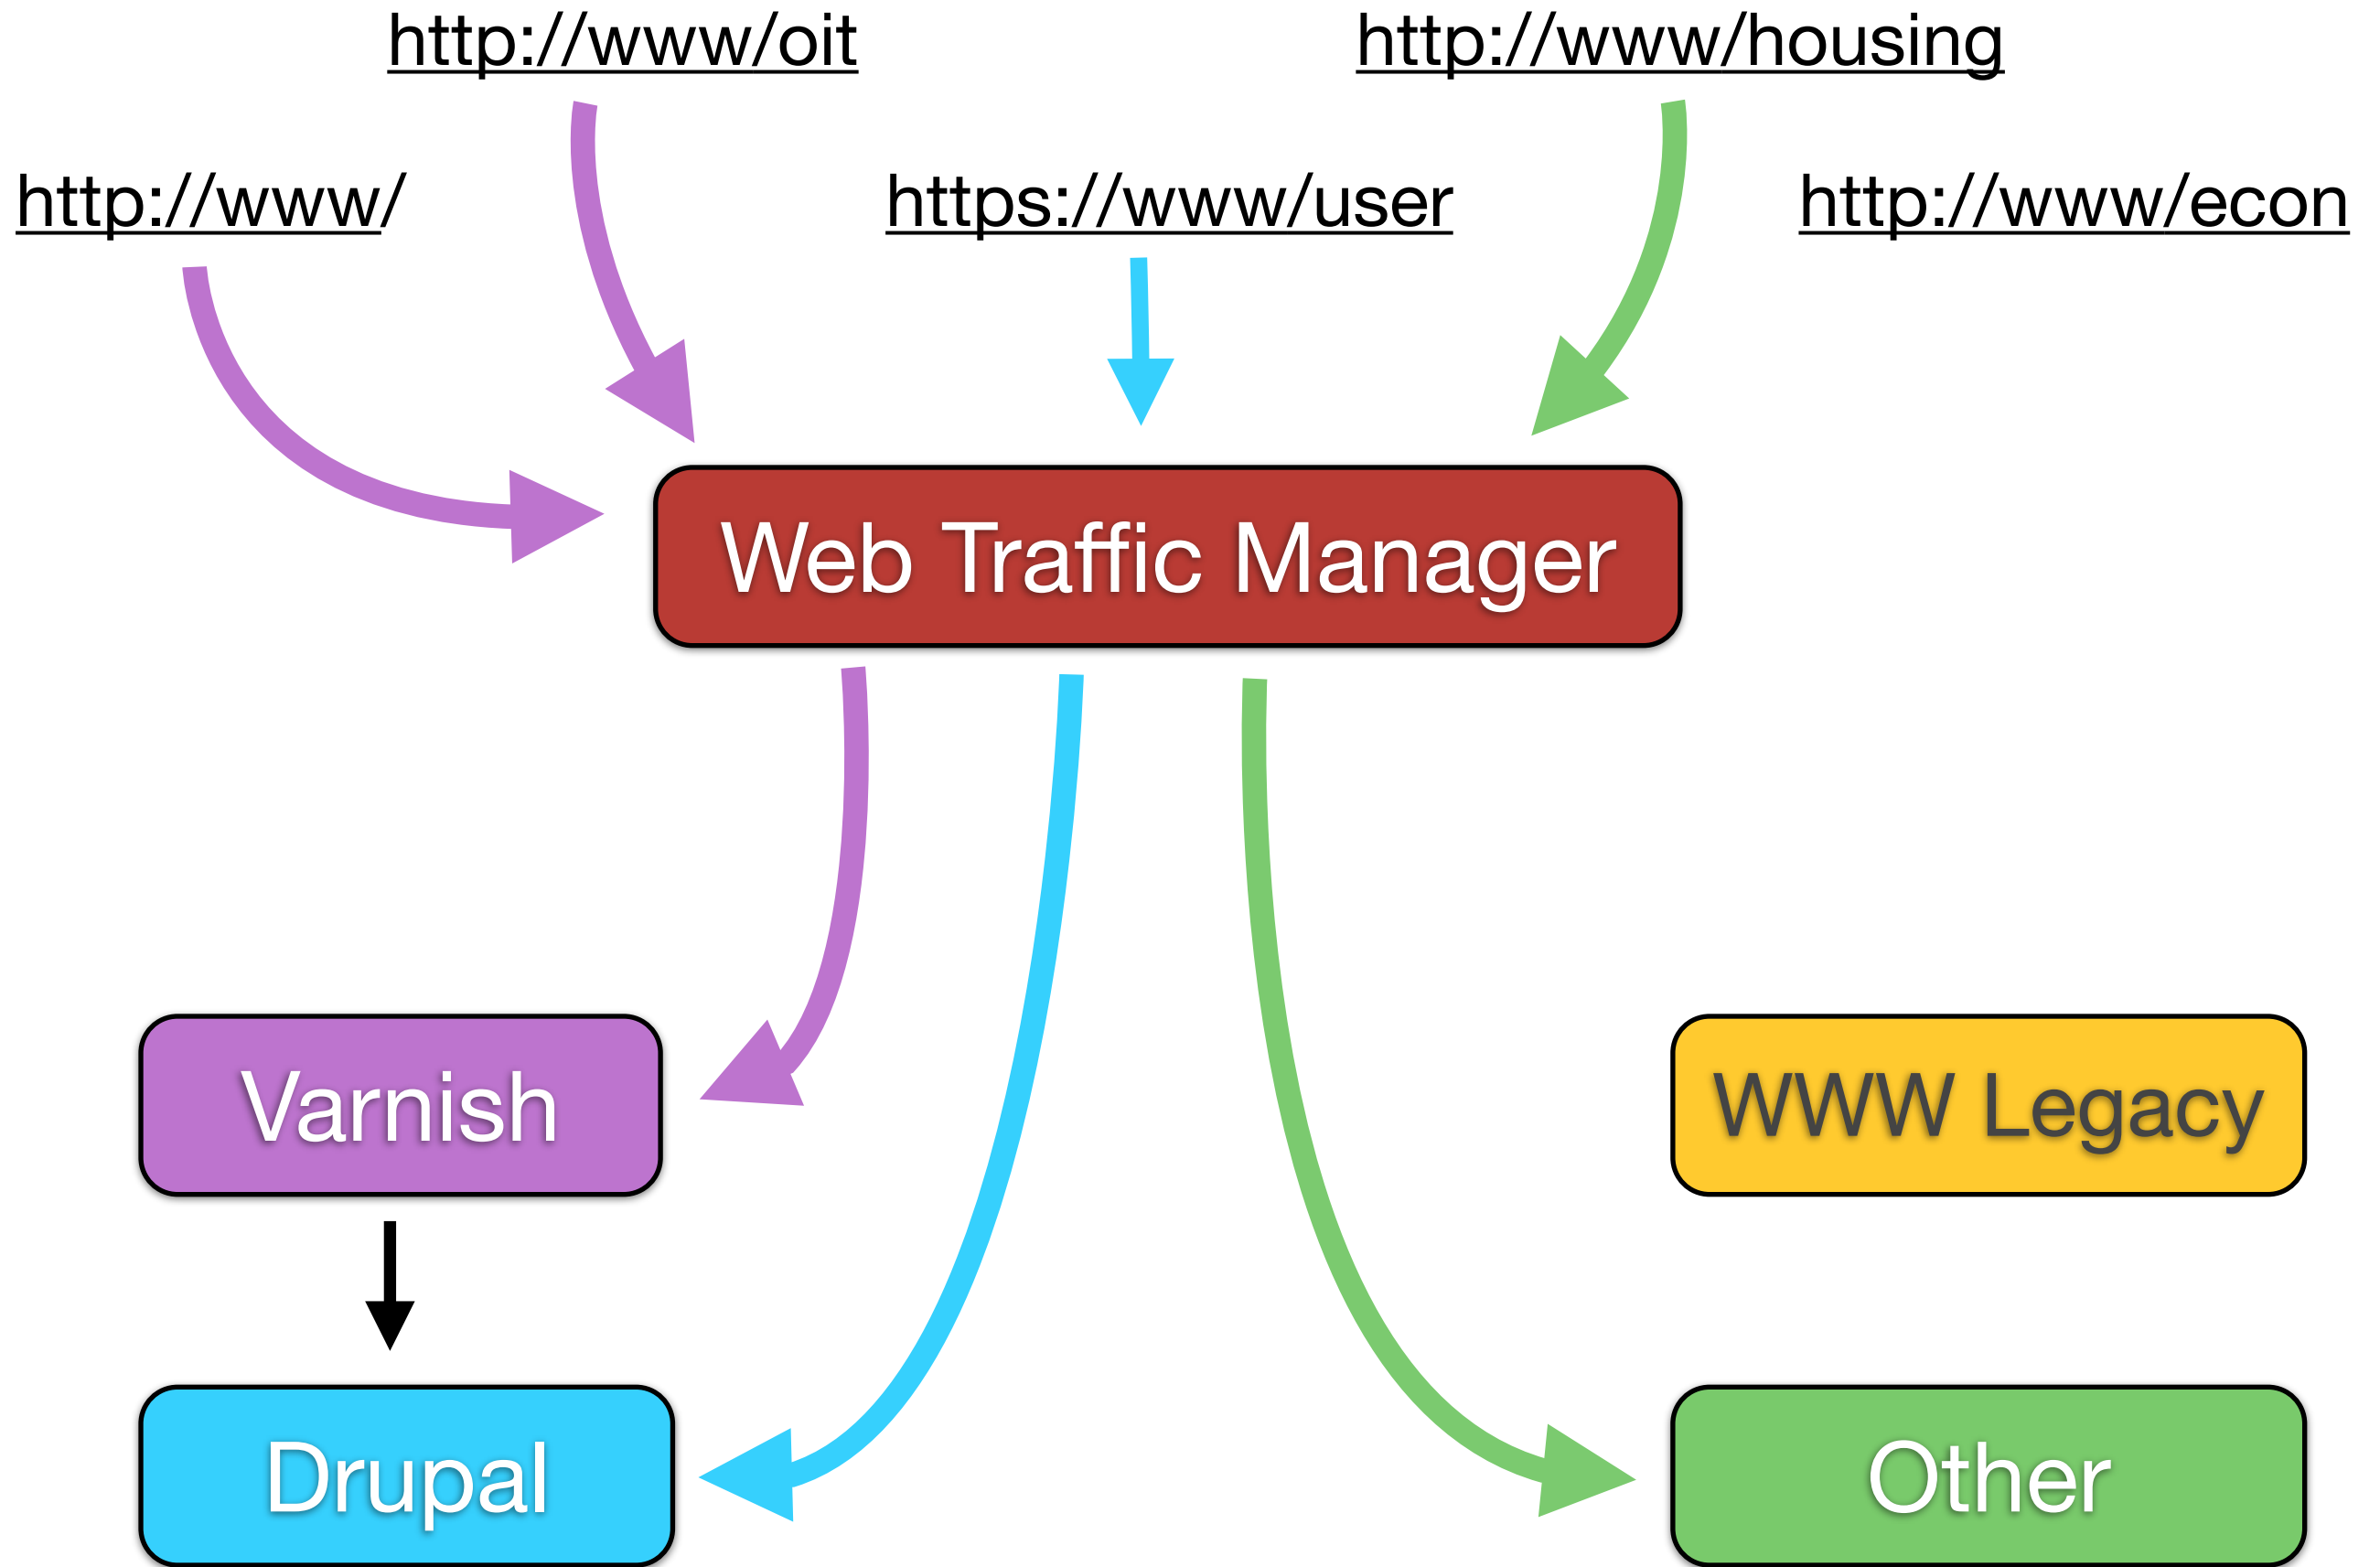 http://www/oit
http://www/housing
http://www/
https://www/user
http://www/econ
Web Traffic Manager
Varnish
WWW Legacy
Drupal
Other